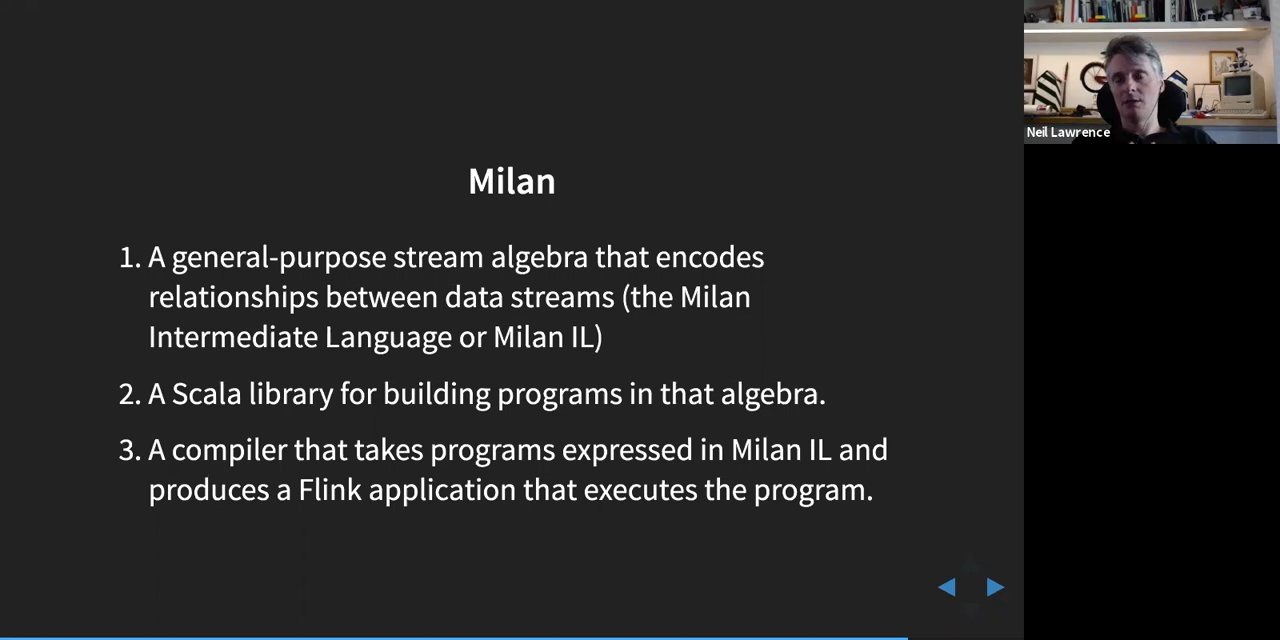 Milan
1. A general-purpose stream algebra that encodes
relationships between data streams (the Milan
Intermediate Language or Milan IL)
2. A Scala library for building programs in that algebra.
3. A compiler that takes programs expressed in Milan IL and
produces a Flink application that executes the program.
Neil Lawrence